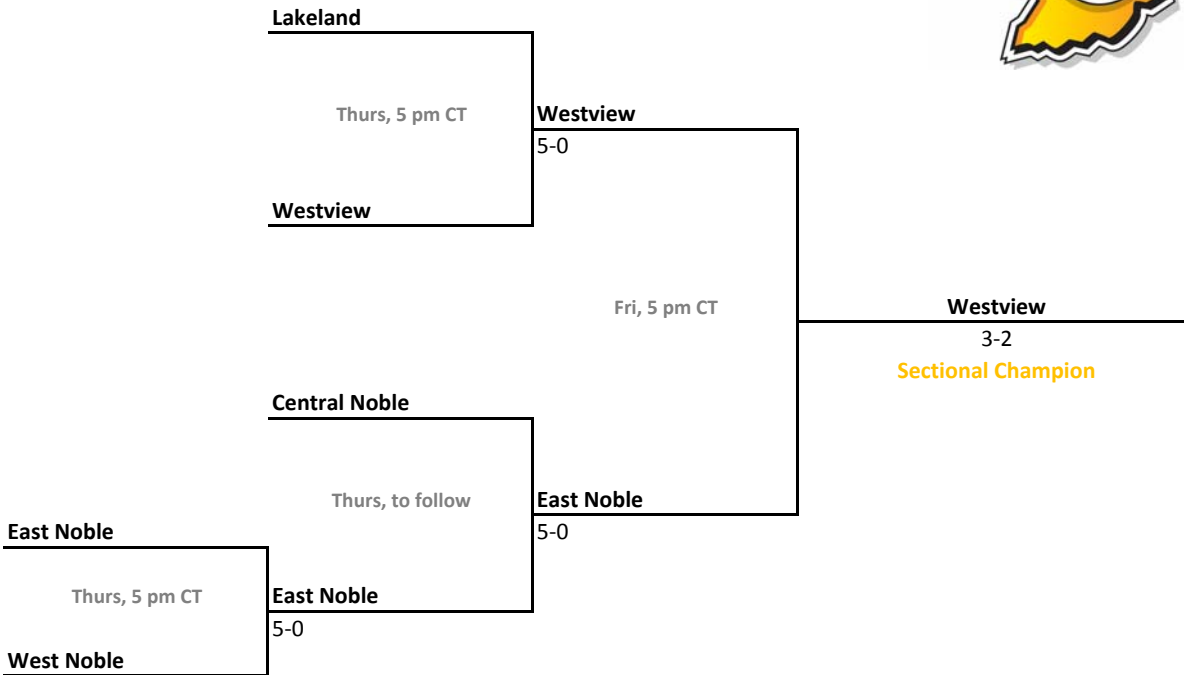 Lakeland
Thurs, 5 pm CT
Westview
5-0
Westview
Fri, 5 pm CT
Westview
3-2
Sectional Champion
Central Noble
Thurs, to follow
East Noble
5-0
East Noble
Thurs, 5 pm CT
East Noble
5-0
West Noble